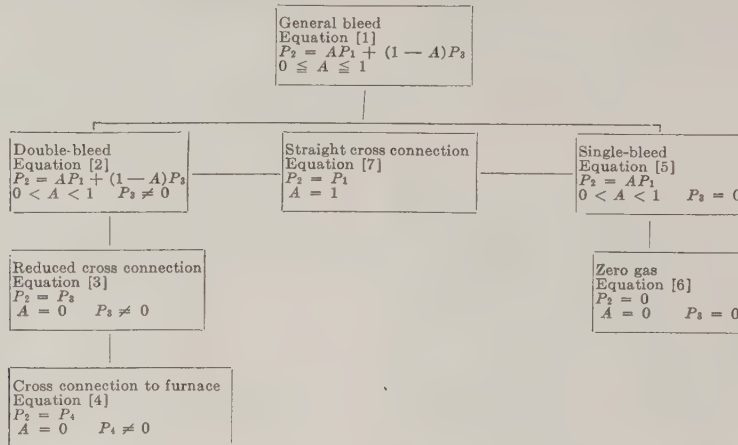 General bleed
Equation [1]
P₂ = AP₁ + (1 — A)P₃
0 ≦ A ≦ 1
Double-bleed
Equation [2]
P₂ = AP₁ + (1 — A)P₃
0 < A < 1 P₃ ≠ 0
Straight cross connection
Equation [7]
P₂ = P₁
A = 1
Single-bleed
Equation [5]
P₂ = AP₁
0 < A < 1 P₃ = 0
Reduced cross connection
Equation [3]
P₂ = P₃
A = 0 P₃ ≠ 0
Zero gas
Equation [6]
P₂ = 0
A = 0 P₃ = 0
Cross connection to furnace
Equation [4]
P₂ = P₄
A = 0 P₄ ≠ 0